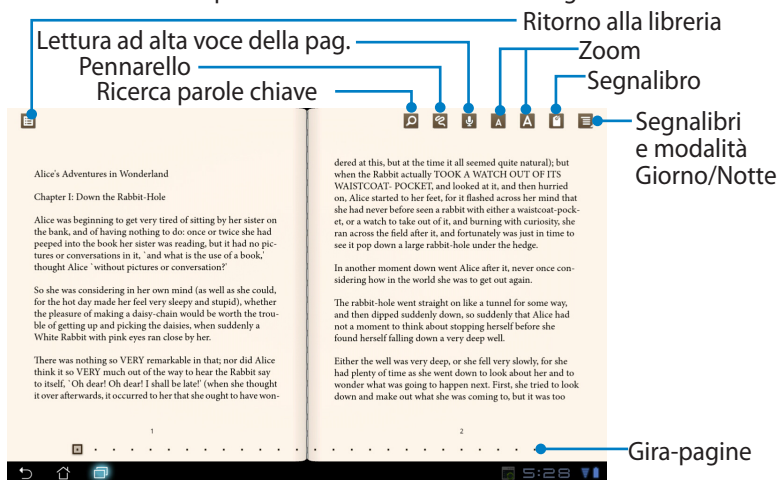 Ritorno alla libreria
Lettura ad alta voce della pag.
Zoom
Pennarello
Segnalibro
Ricerca parole chiave
Segnalibri
e modalità
Giorno/Notte
A A
Alice's Adventures in Wonderland
Chapter I: Down the Rabbit-Hole
Alice was beginning to get very tired of sitting by her sister on
the bank, and of having nothing to do: once or twice she had
peeped into the book her sister was reading, but it had no pic-
tures or conversations in it, `and what is the use of a book,'
thought Alice `without pictures or conversation?'
So she was considering in her own mind (as well as she could,
for the hot day made her feel very sleepy and stupid), whether
the pleasure of making a daisy-chain would be worth the trou-
ble of getting up and picking the daisies, when suddenly a
White Rabbit with pink eyes ran close by her.
There was nothing so VERY remarkable in that; nor did Alice
think it so VERY much out of the way to hear the Rabbit say
to itself, `Oh dear! Oh dear! I shall be late!' (when she thought
it over afterwards, it occurred to her that she ought to have won-
1
dered at this, but at the time it all seemed quite natural); but
when the Rabbit actually TOOK A WATCH OUT OF ITS
WAISTCOAT- POCKET, and looked at it, and then hurried
on, Alice started to her feet, for it flashed across her mind that
she had never before seen a rabbit with either a waistcoat-pock-
et, or a watch to take out of it, and burning with curiosity, she
ran across the field after it, and fortunately was just in time to
see it pop down a large rabbit-hole under the hedge.
In another moment down went Alice after it, never once con-
sidering how in the world she was to get out again.
The rabbit-hole went straight on like a tunnel for some way,
and then dipped suddenly down, so suddenly that Alice had
not a moment to think about stopping herself before she
found herself falling down a very deep well.
Either the well was very deep, or she fell very slowly, for she
had plenty of time as she went down to look about her and to
wonder what was going to happen next. First, she tried to look
down and make out what she was coming to, but it was too
2
Gira-pagine
5:28